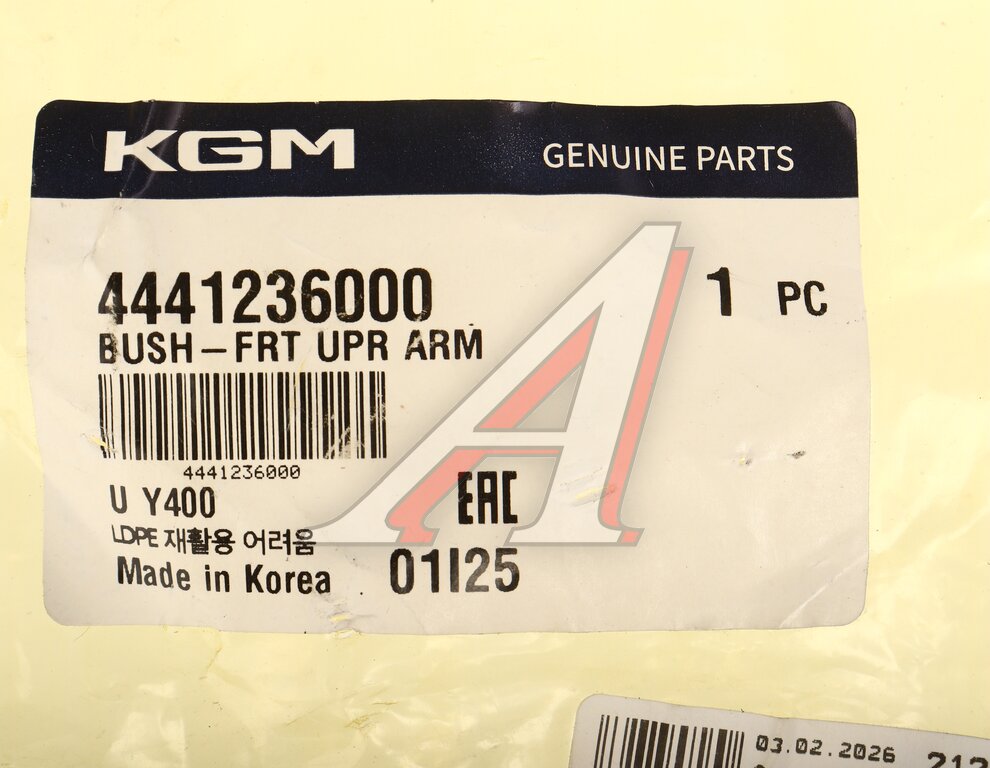 KGM
GENUINE PARTS
4441236000
1 PC
BUSH-FRT UPR ARM
4441236000
U Y400
EAC
LDPE 재활용 어려움
Made in Korea
01I25
03.02.2026